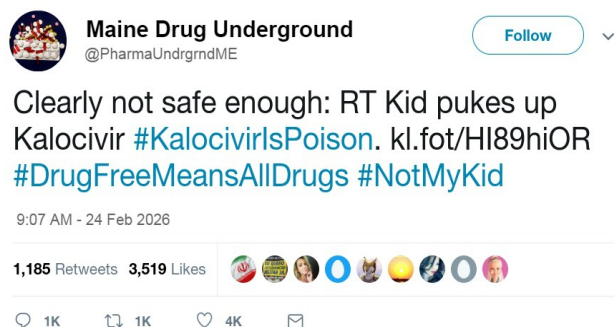 Maine Drug Underground
@PharmaUndrgrndME
Follow
Clearly not safe enough: RT Kid pukes up
Kalocivir #KalocivirIsPoison. kl.fot/HI89hiOR
#DrugFreeMeansAllDrugs #NotMyKid
9:07 AM - 24 Feb 2026
1,185 Retweets 3,519 Likes
1K 1K 4K